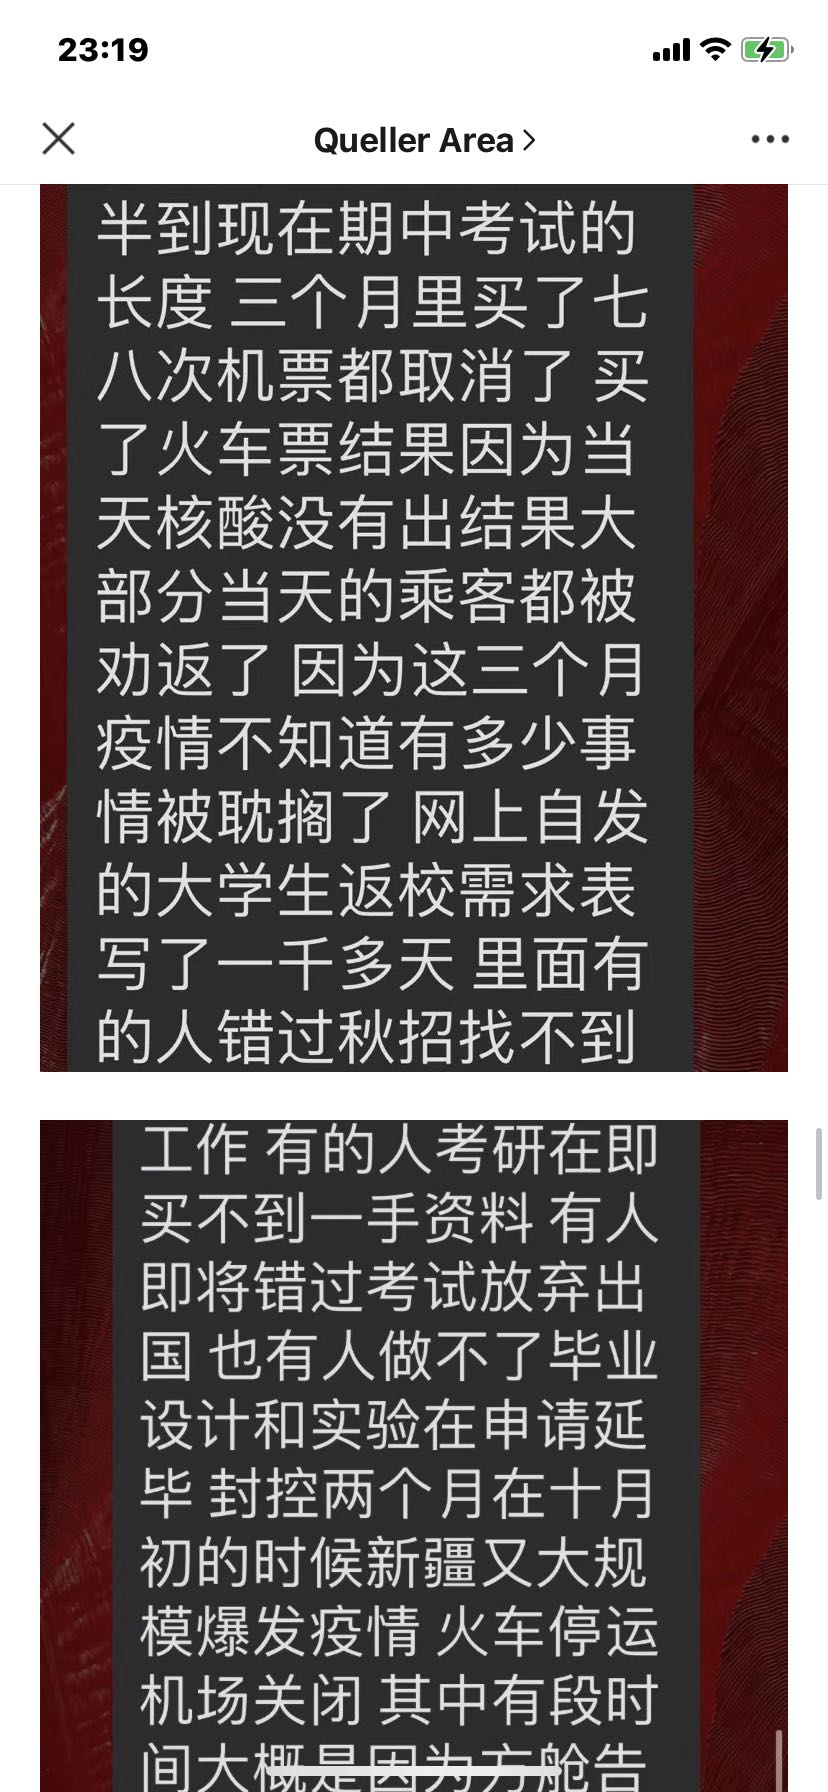 23:19
Queller Area
半到现在期中考试的
长度 三个月里买了七
八次机票都取消了 买
了火车票结果因为当
天核酸没有出结果大
部分当天的乘客都被
劝返了 因为这三个月
疫情不知道有多少事
情被耽搁了 网上自发
的大学生返校需求表
写了一千多天 里面有
的人错过秋招找不到
工作 有的人考研在即
买不到一手资料 有人
即将错过考试放弃出
国 也有人做不了毕业
设计和实验在申请延
毕 封控两个月在十月
初的时候新疆又大规
模爆发疫情 火车停运
机场关闭 其中有段时
间大概是因为方舱告